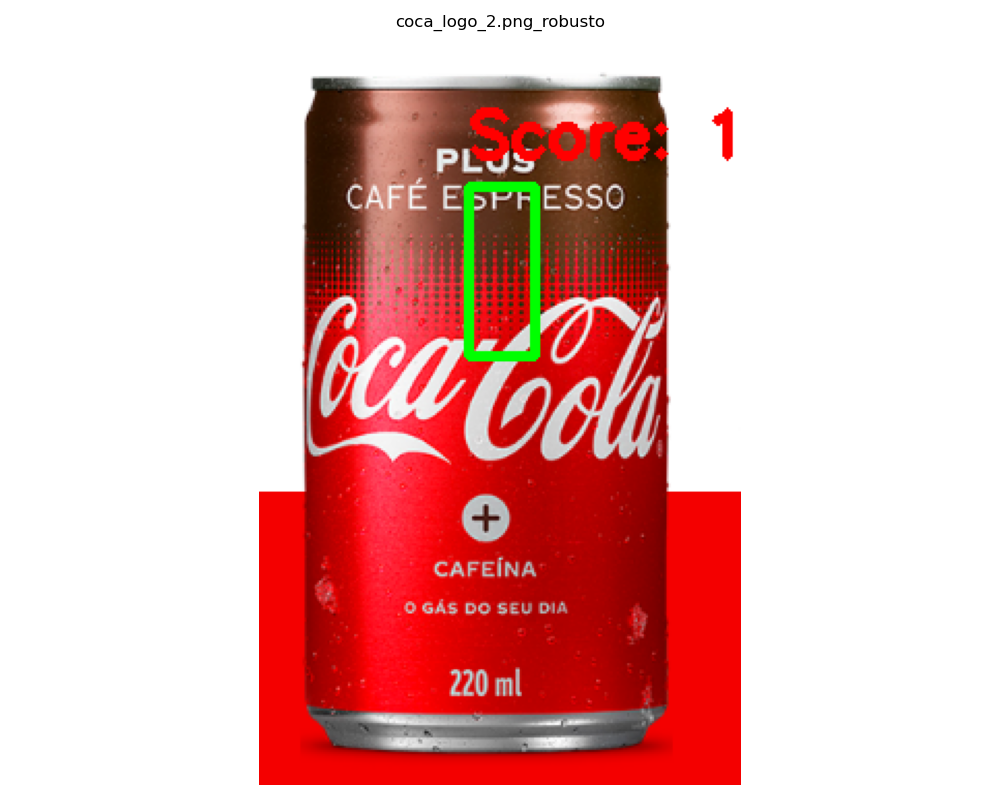 coca_logo_2.png_robusto
Score: 1
PLUS
CAFÉ ESPRESSO
Coca-Cola
+
CAFEÍNA
O GÁS DO SEU DIA
220 ml